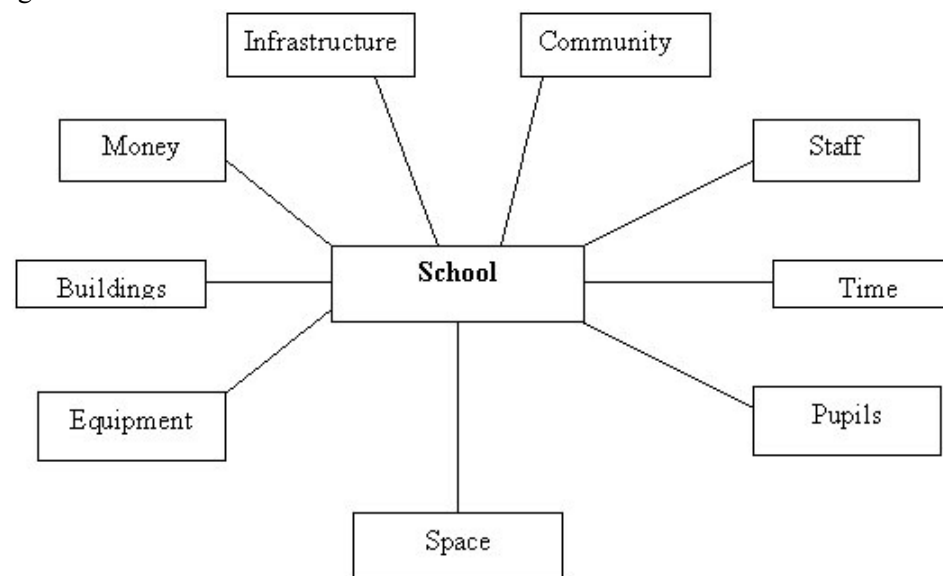 g
Infrastructure
Community
Money
Staff
School
Buildings
Time
Equipment
Pupils
Space